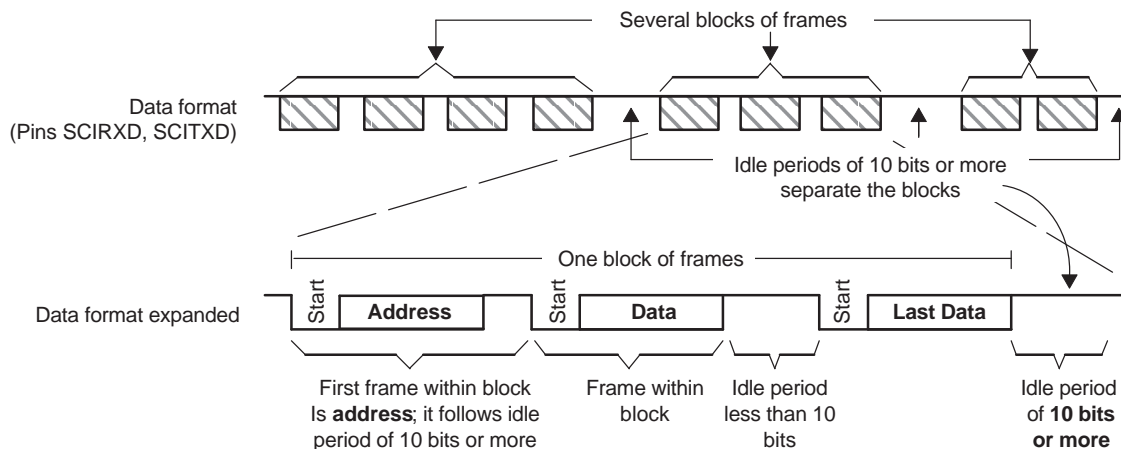 Several blocks of frames
Data format
(Pins SCIRXD, SCITXD)
Idle periods of 10 bits or more
separate the blocks
One block of frames
Data format expanded
Start
Address
Start
Data
Start
Last Data
First frame within block
Is address; it follows idle
period of 10 bits or more
Frame within
block
Idle period
less than 10
bits
Idle period
of 10 bits
or more